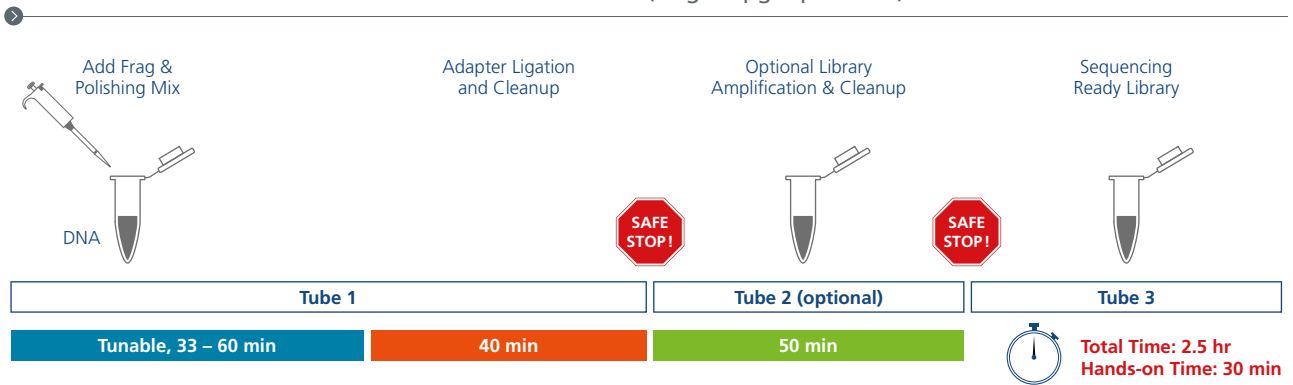 Add Frag &
Polishing Mix
Adapter Ligation
and Cleanup
Optional Library
Amplification & Cleanup
Sequencing
Ready Library
DNA
SAFE
STOP!
SAFE
STOP!
Tube 1
Tube 2 (optional)
Tube 3
Tunable, 33 – 60 min
40 min
50 min
Total Time: 2.5 hr
Hands-on Time: 30 min